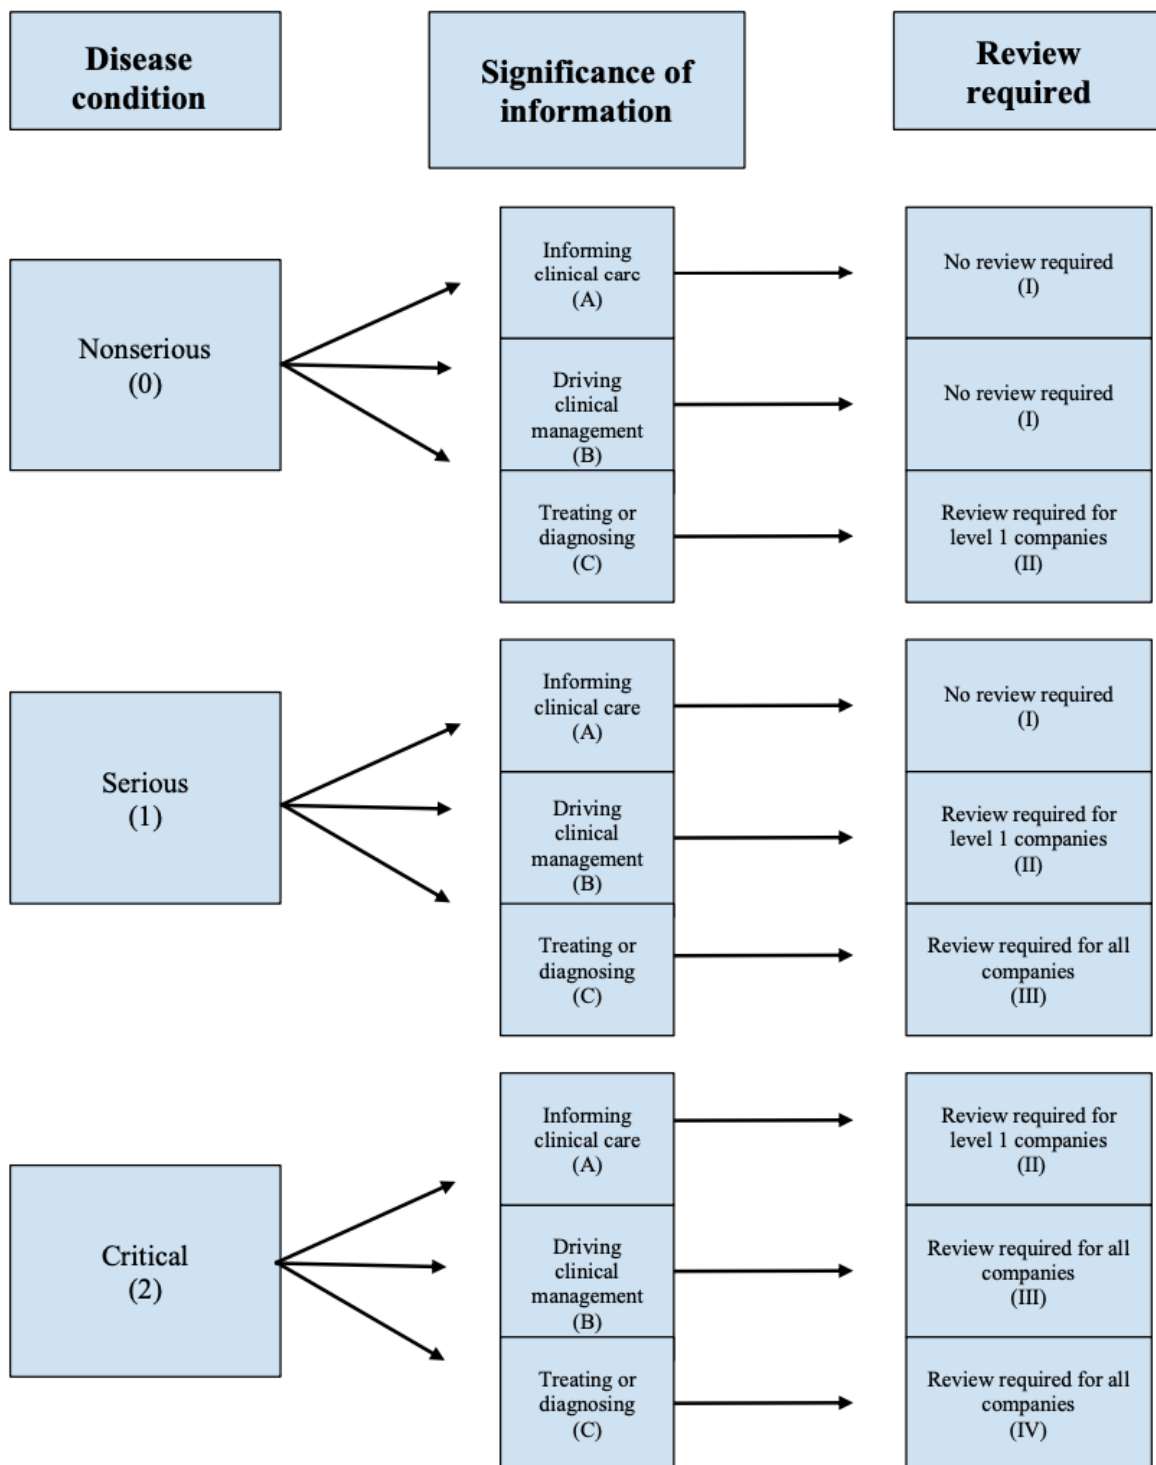 Disease
condition
Significance of
information
Review
required
Nonserious
(0)
Informing
clinical care
(A)
No review required
(I)
Driving
clinical
management
(B)
No review required
(I)
Treating or
diagnosing
(C)
Review required for
level 1 companies
(II)
Serious
(1)
Informing
clinical care
(A)
No review required
(I)
Driving
clinical
management
(B)
Review required for
level 1 companies
(II)
Treating or
diagnosing
(C)
Review required for all
companies
(III)
Critical
(2)
Informing
clinical care
(A)
Review required for
level 1 companies
(II)
Driving
clinical
management
(B)
Review required for all
companies
(III)
Treating or
diagnosing
(C)
Review required for all
companies
(IV)